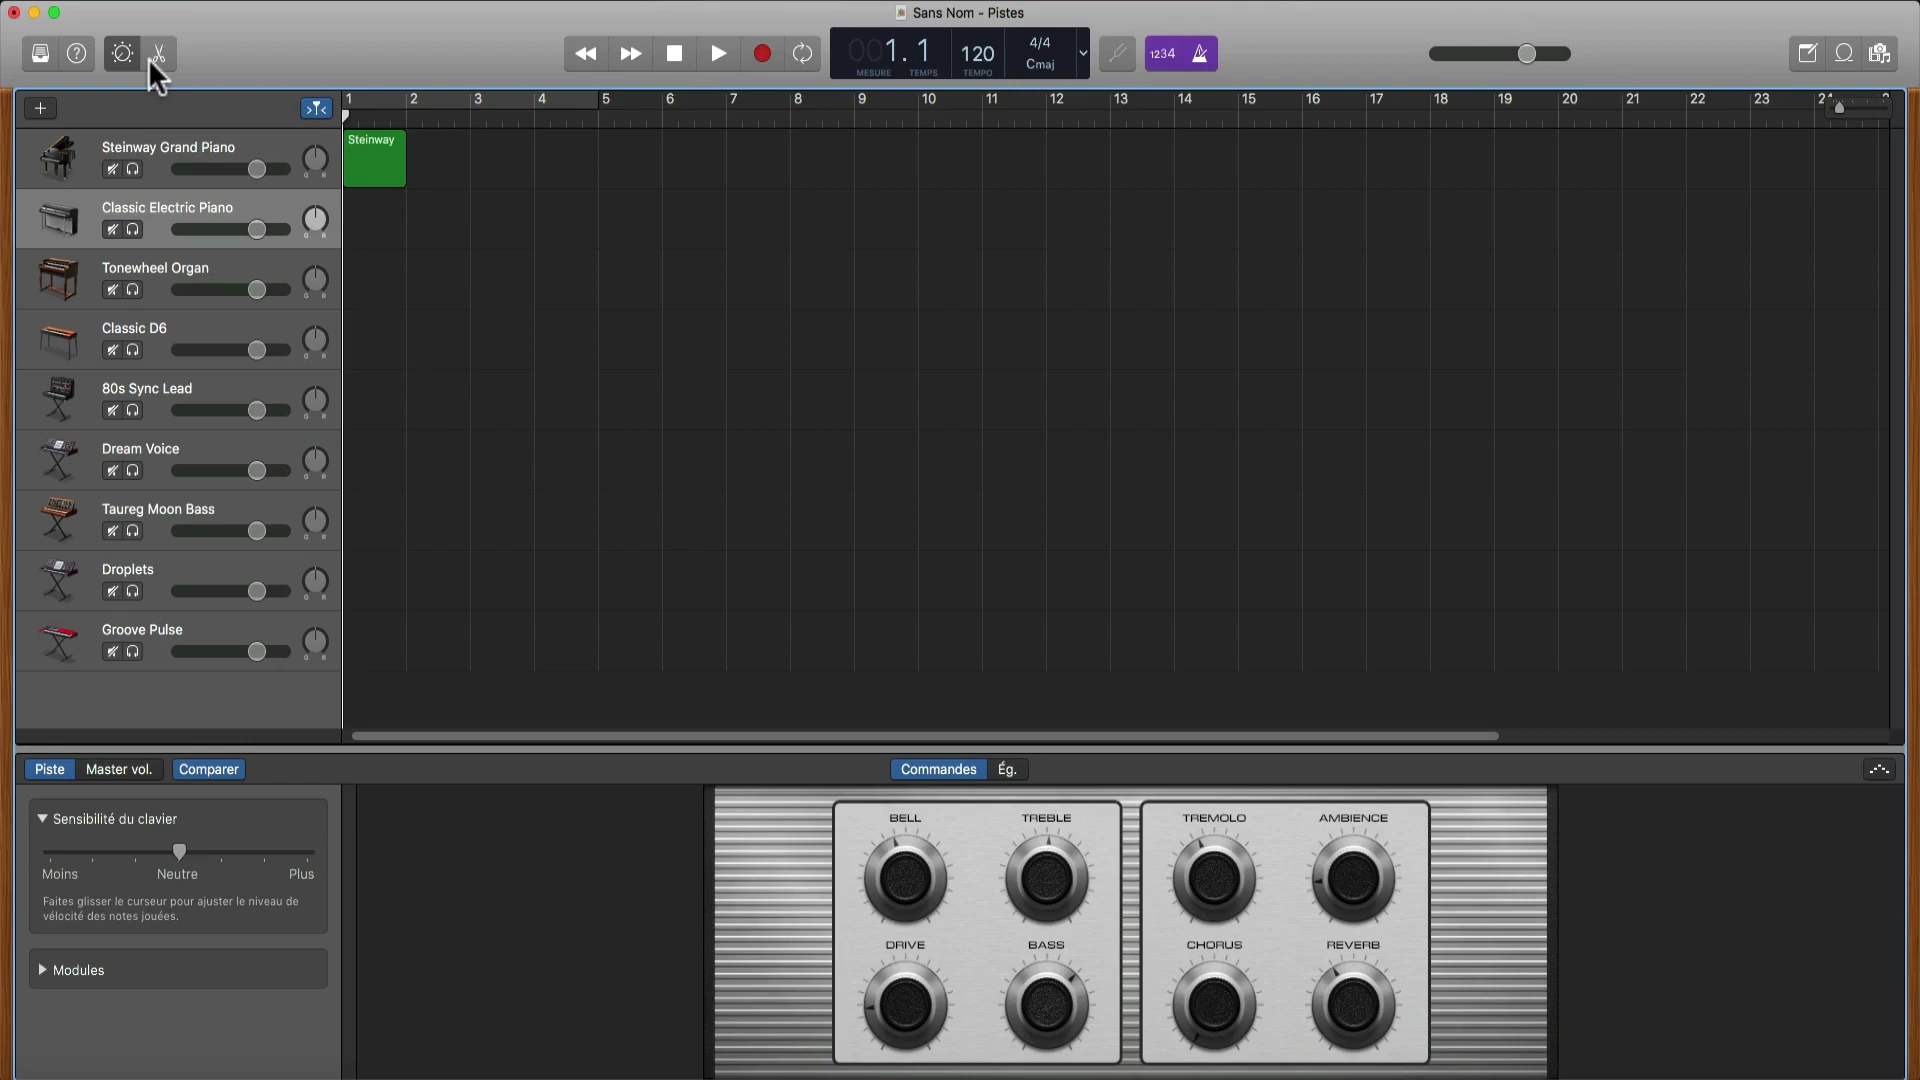 Sans Nom - Pistes
001. 1
120
4/4
Cmaj
MESURE
TEMPS
TEMPO
1234
1 2 3 4 5 6 7 8 9 10 11 12 13 14 15 16 17 18 19 20 21 22 23
Steinway Grand Piano
Steinway
G R
Classic Electric Piano
G R
Tonewheel Organ
G R
Classic D6
G R
80s Sync Lead
G R
Dream Voice
G R
Taureg Moon Bass
G R
Droplets
G R
Groove Pulse
G R
Piste
Master vol.
Comparer
Commandes
Ég.
Sensibilité du clavier
Moins
Neutre
Plus
Faites glisser le curseur pour ajuster le niveau de
vélocité des notes jouées.
Modules
BELL
TREBLE
TREMOLO
AMBIENCE
DRIVE
BASS
CHORUS
REVERB